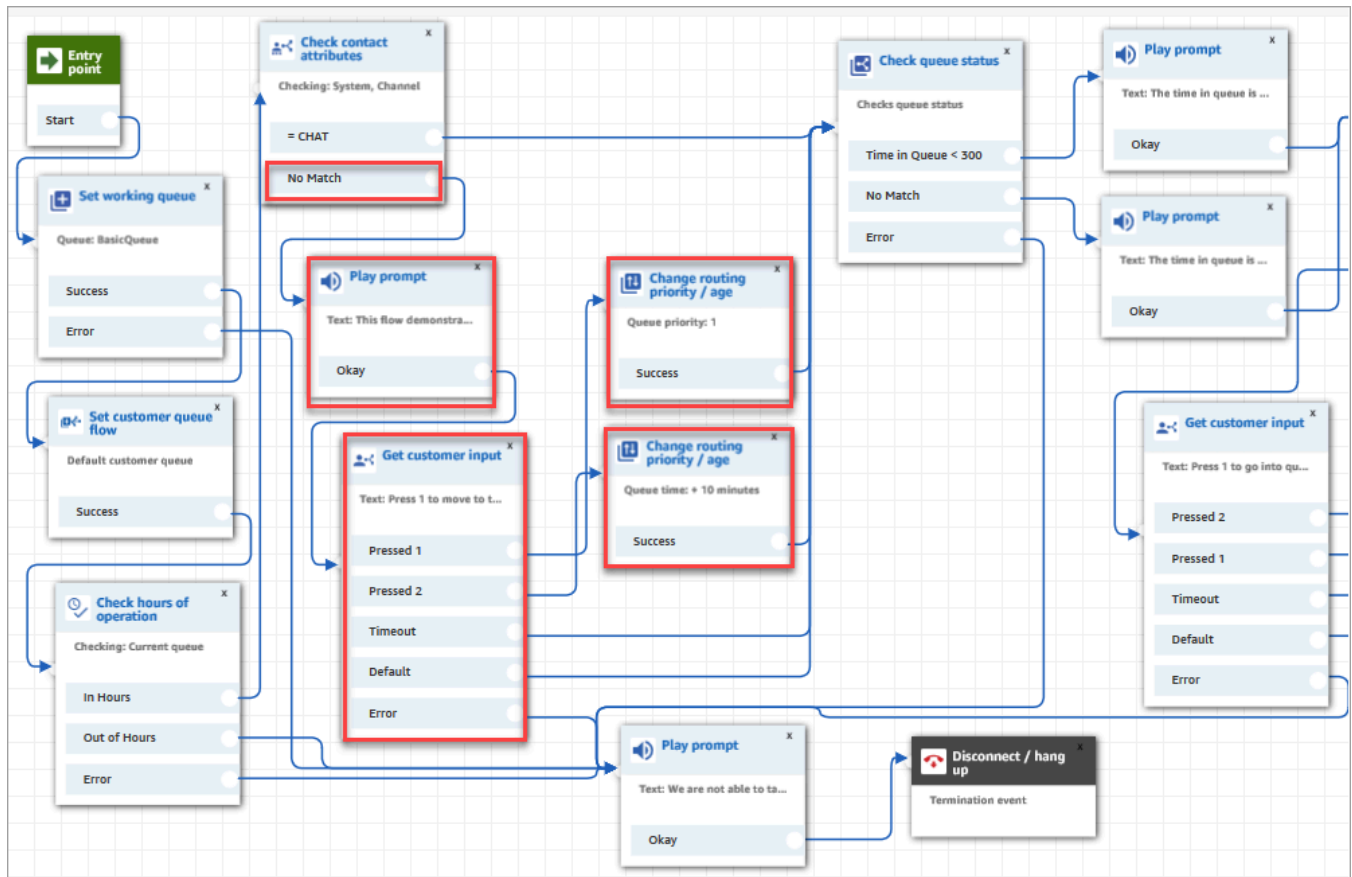 Entry
point
Start
x
Set working queue
Queue: BasicQueue
Success
Error
x
Set customer queue
flow
Default customer queue
Success
x
Check hours of
operation
Checking: Current queue
In Hours
Out of Hours
Error
x
Check contact
attributes
Checking: System, Channel
= CHAT
No Match
x
Play prompt
Text: This flow demonstra...
Okay
x
Get customer input
Text: Press 1 to move to t...
Pressed 1
Pressed 2
Timeout
Default
Error
x
Change routing
priority / age
Queue priority: 1
Success
x
Change routing
priority / age
Queue time: + 10 minutes
Success
x
Play prompt
Text: We are not able to ta...
Okay
x
Check queue status
Checks queue status
Time in Queue < 300
No Match
Error
x
Disconnect / hang
up
Termination event
x
Play prompt
Text: The time in queue is ...
Okay
x
Play prompt
Text: The time in queue is ...
Okay
x
Get customer input
Text: Press 1 to go into qu...
Pressed 2
Pressed 1
Timeout
Default
Error
x